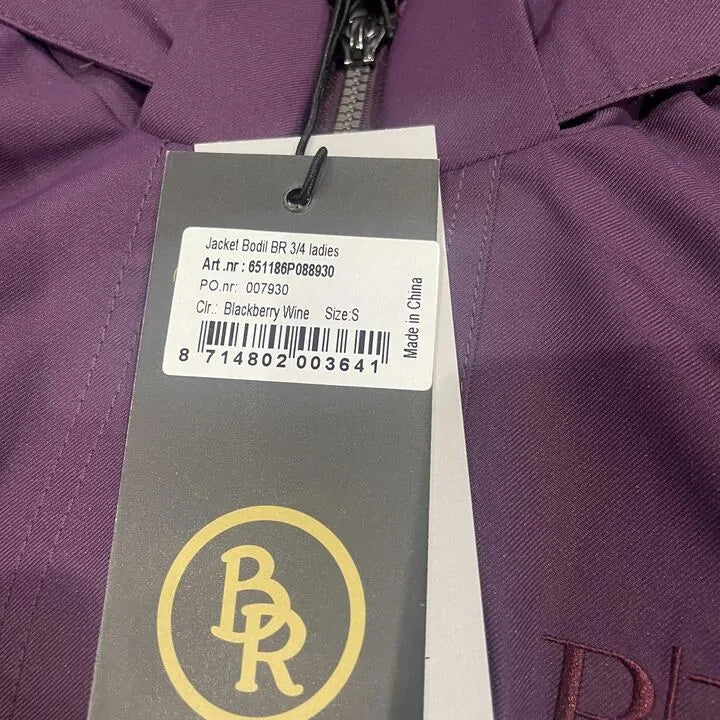 Jacket Bodil BR 3/4 ladies
Art.nr : 651186P088930
PO.nr: 007930
Clr.: Blackberry Wine Size:S
8 714802 003641
Made in China
BR